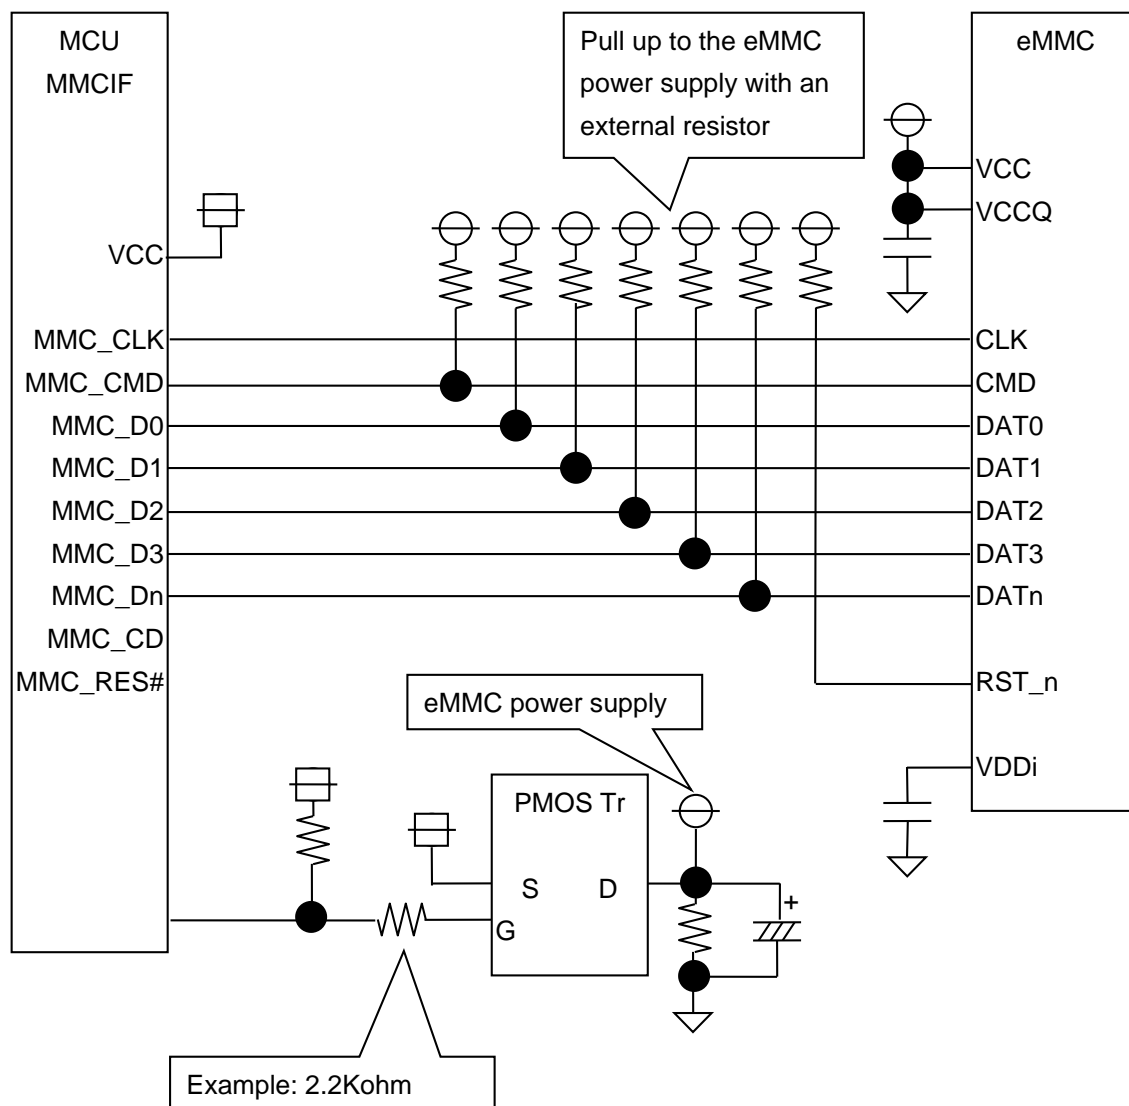 MCU
MMCIF
Pull up to the eMMC
power supply with an
external resistor
eMMC
VCC
VCCQ
VCC
MMC_CLK
MMC_CMD
MMC_D0
MMC_D1
MMC_D2
MMC_D3
MMC_Dn
MMC_CD
MMC_RES#
CLK
CMD
DAT0
DAT1
DAT2
DAT3
DATn
RST_n
VDDi
eMMC power supply
PMOS Tr
S D
G
+
Example: 2.2Kohm